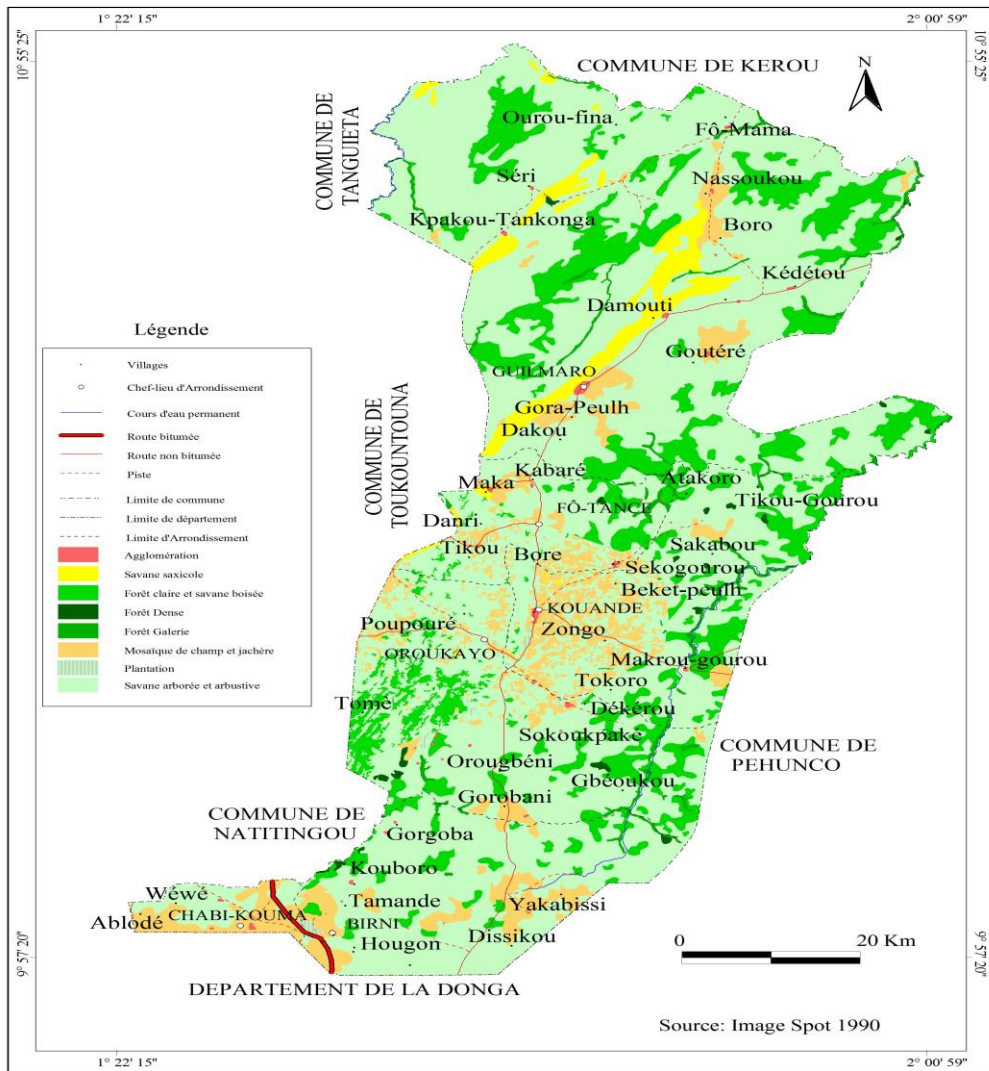 1° 22' 15"
2° 00' 59"
10° 55' 25"
10° 55' 25"
COMMUNE DE KEROU
N
COMMUNE DE
TANGUIETA
Ourou-fina
Fô-Mama
Séri
Nassoukou
Kpakou-Tankonga
Boro
Kédétou
Damouti
Goutéré
GUILMARO
Gora-Peulh
Dakou
COMMUNE DE
TOUKOUNTOUNA
Kabaré
Maka
Atakoro
Tikou-Gourou
FÔ-TANCE
Danri
Tikou
Bore
Sakabou
Sekogourou
Beket-peulh
KOUANDE
Poupouré
Zongo
OROUKAYO
Makrou-gourou
Tokoro
Tomè
Dékérou
Sokoukpake
COMMUNE DE
PEHUNCO
Orougbéni
Gbeoukou
Gorobani
COMMUNE DE
NATITINGOU
Gorgoba
Kouboro
Wéwé
Tamande
Yakabissi
Ablodé
CHABI-KOUMA
BIRNI
Hougon
Dissikou
DEPARTEMENT DE LA DONGA
Légende
Villages
Chef-lieu d'Arrondissement
Cours d'eau permanent
Route bitumée
Route non bitumée
Piste
Limite de commune
Limite de département
Limite d'Arrondissement
Agglomération
Savane saxicole
Forêt claire et savane boisée
Forêt Dense
Forêt Galerie
Mosaïque de champ et jachère
Plantation
Savane arborée et arbustive
0 20 Km
Source: Image Spot 1990
9° 57' 20"
9° 57' 20"
1° 22' 15"
2° 00' 59"